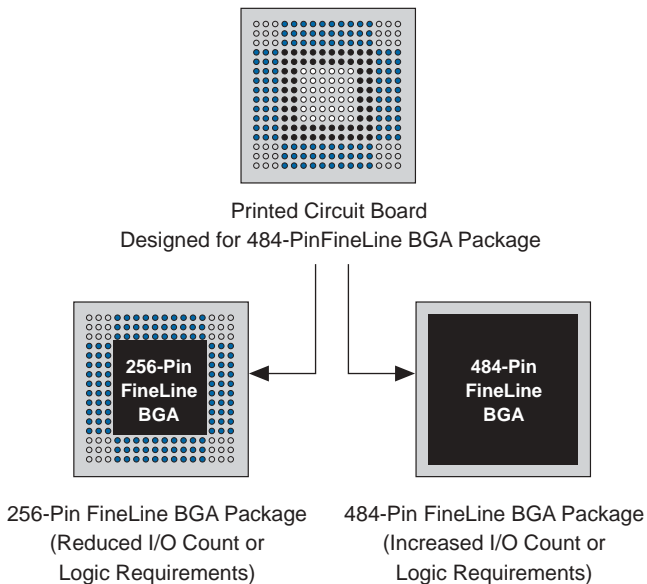 Printed Circuit Board
Designed for 484-PinFineLine BGA Package
256-Pin
FineLine
BGA
484-Pin
FineLine
BGA
256-Pin FineLine BGA Package
(Reduced I/O Count or
Logic Requirements)
484-Pin FineLine BGA Package
(Increased I/O Count or
Logic Requirements)